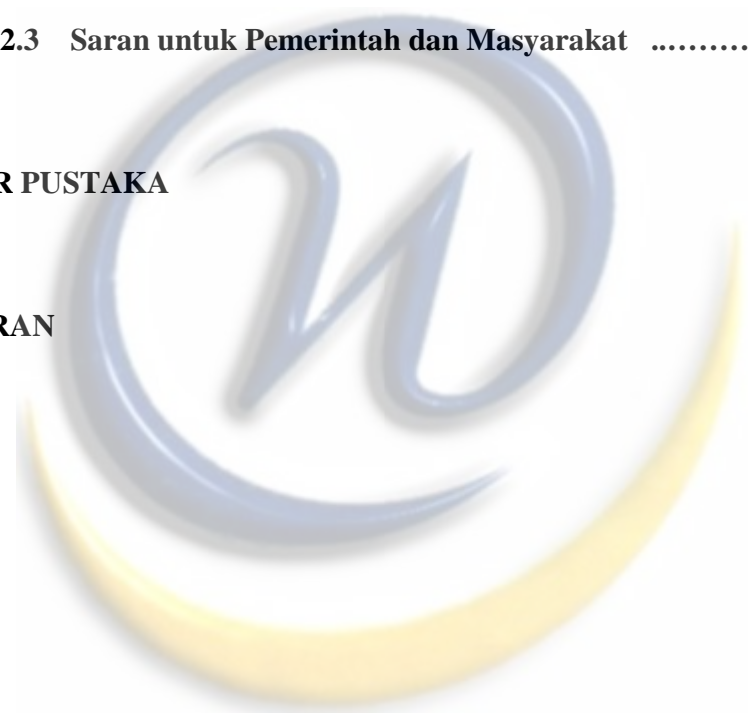 2.3 Saran untuk Pemerintah dan Masyarakat ...………
R PUSTAKA
RAN